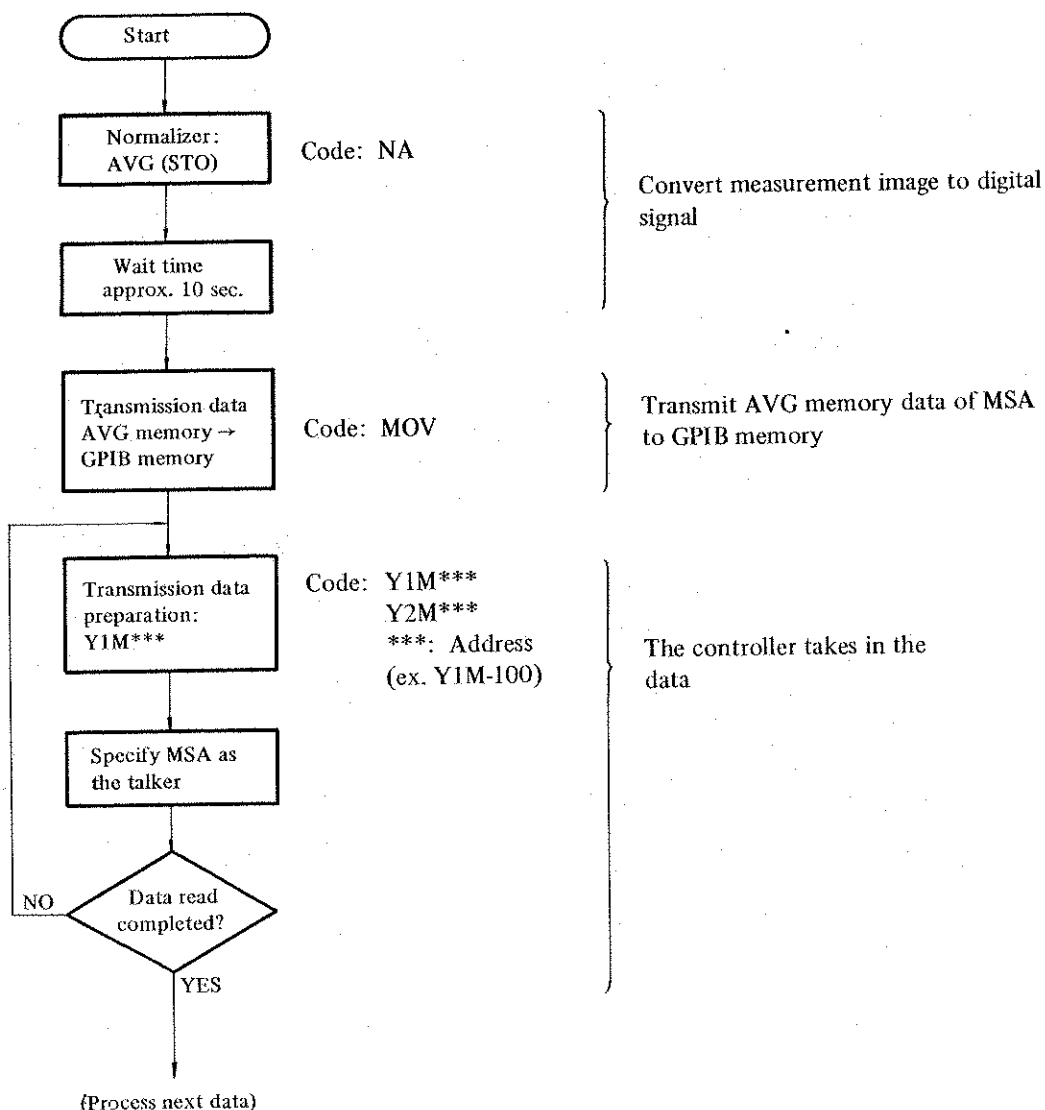 Start
Normalizer:
AVG (STO)
Code: NA
Convert measurement image to digital
signal
Wait time
approx. 10 sec.
Transmission data
AVG memory →
GPIB memory
Code: MOV
Transmit AVG memory data of MSA
to GPIB memory
Transmission data
preparation:
Y1M***
Code: Y1M***
Y2M***
***: Address
(ex. Y1M-100)
The controller takes in the
data
Specify MSA as
the talker
Data read
completed?
NO
YES
(Process next data)